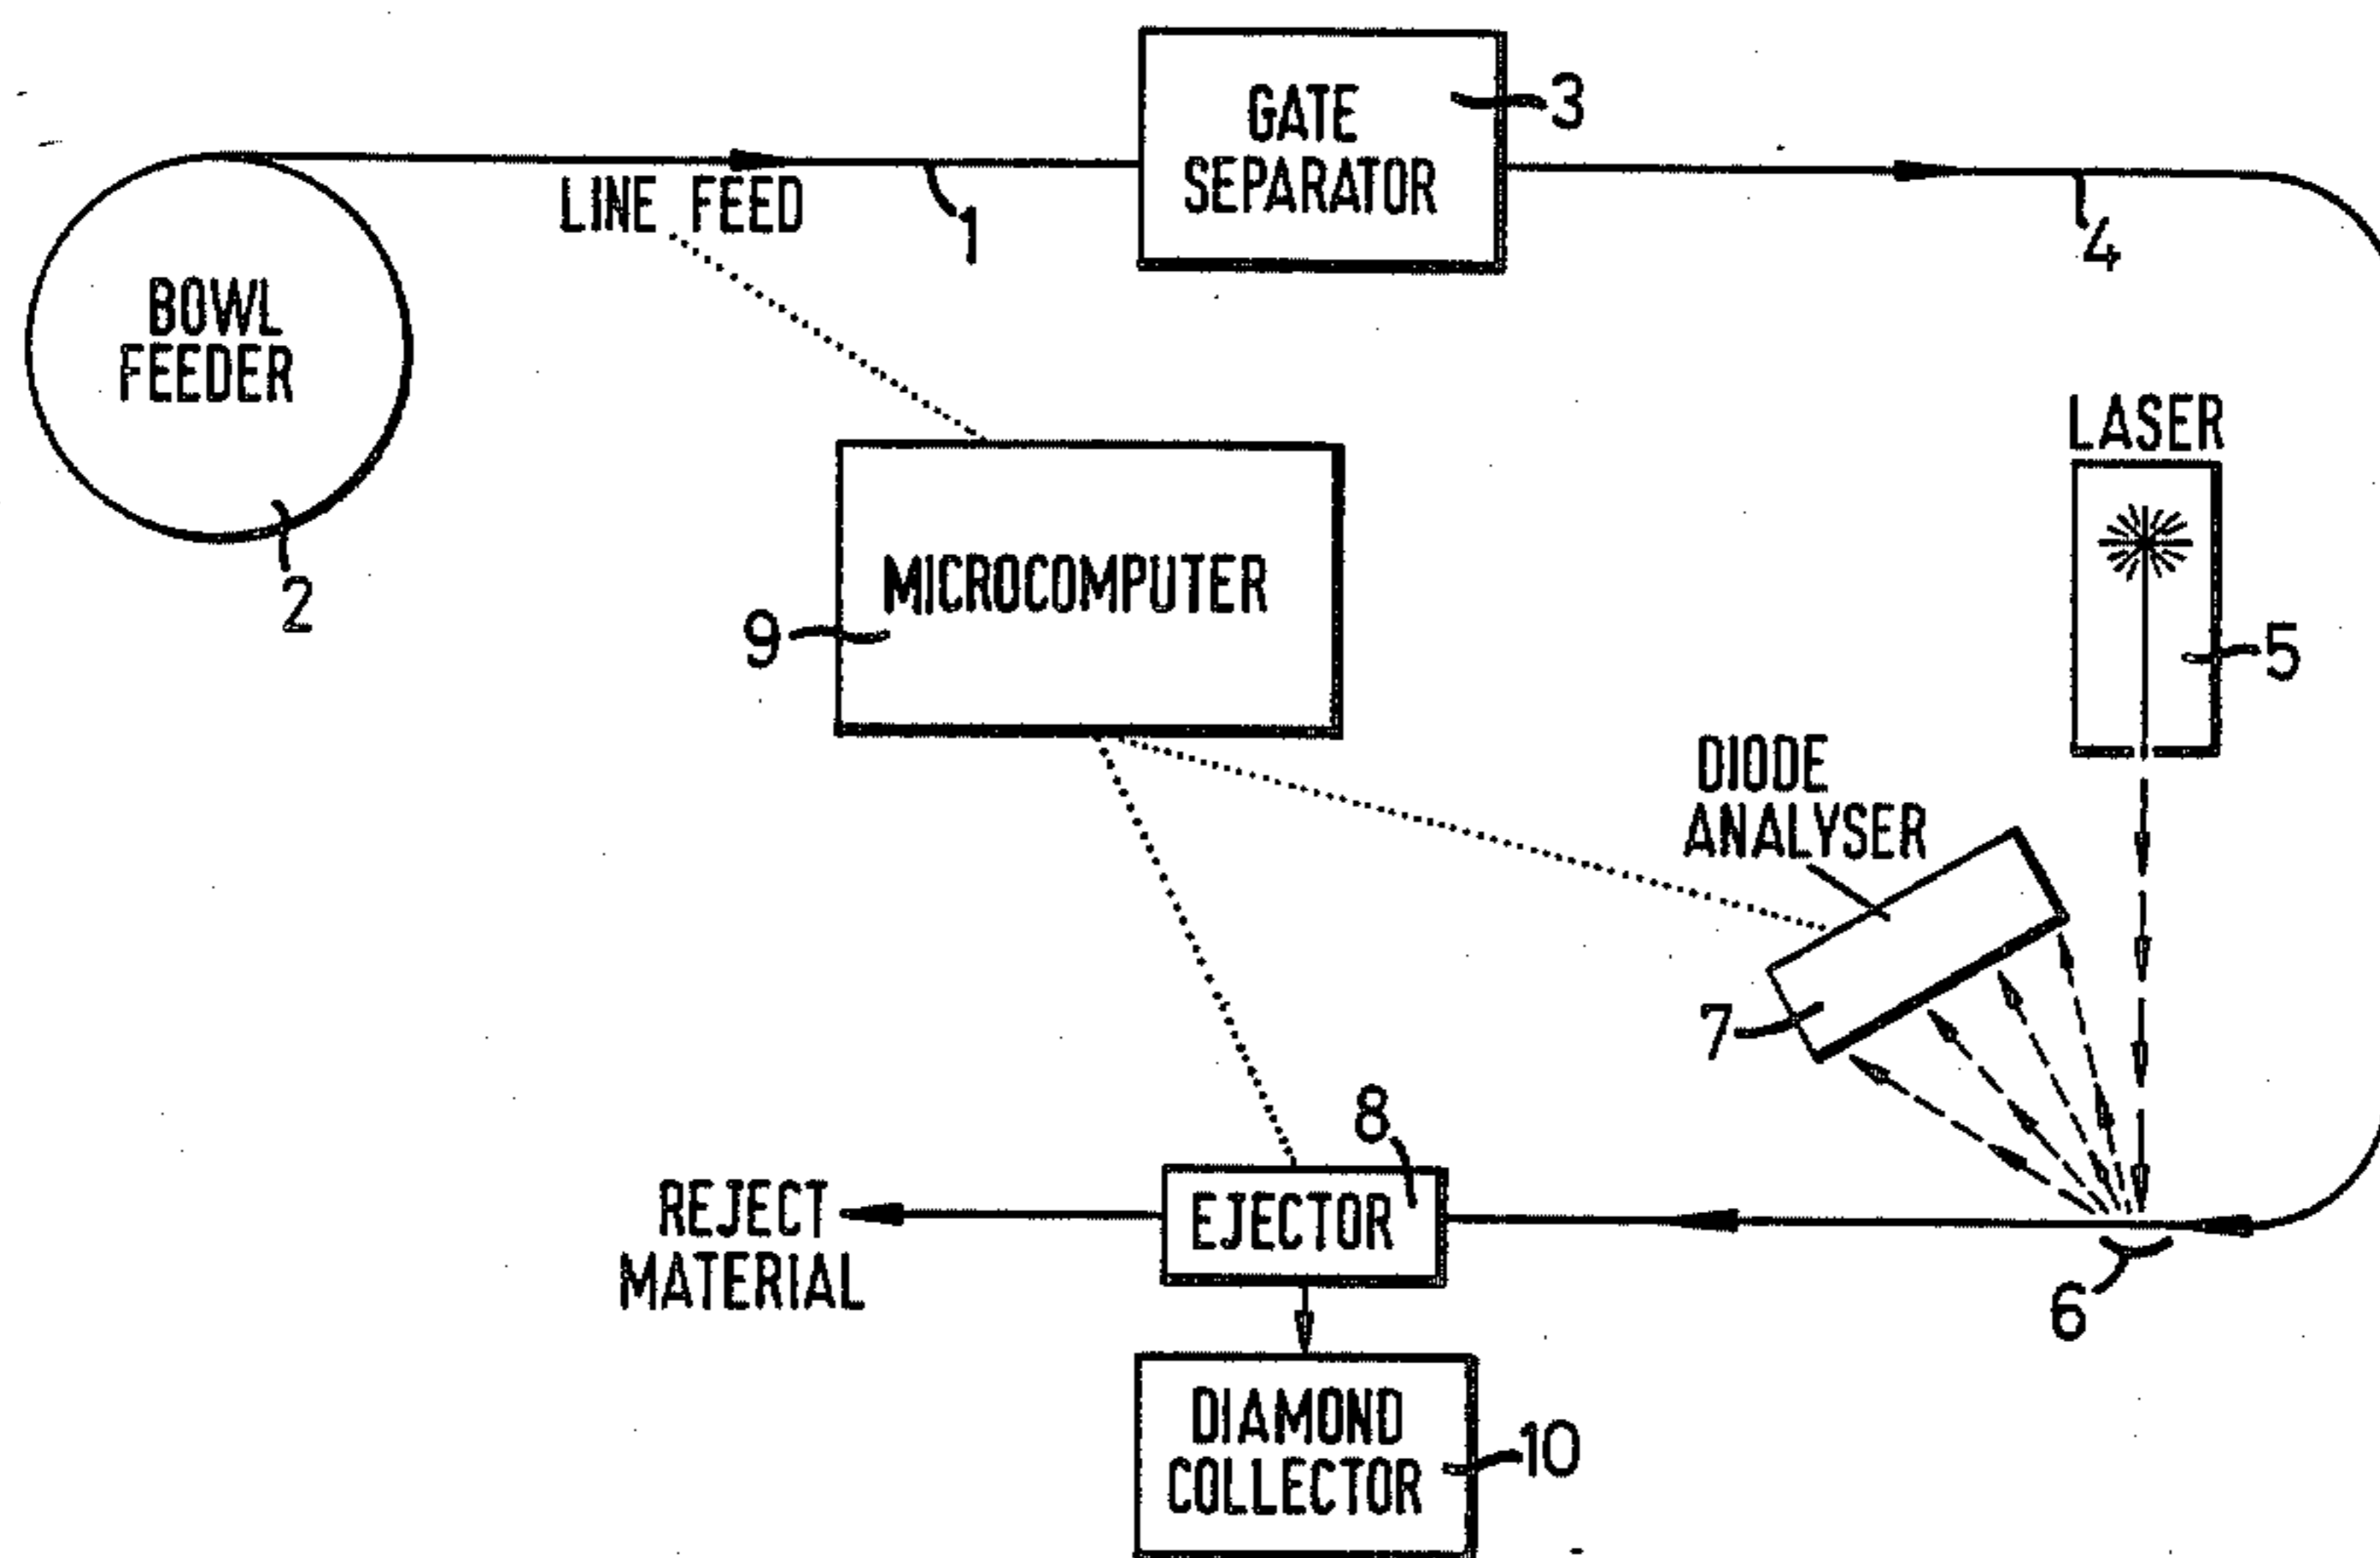 GATE
SEPARATOR
3
LINE FEED
1
4
BOWL
FEEDER
2
LASER
MICROCOMPUTER
9
5
DIODE
ANALYSER
7
8
EJECTOR
REJECT
MATERIAL
6
DIAMOND
COLLECTOR
10